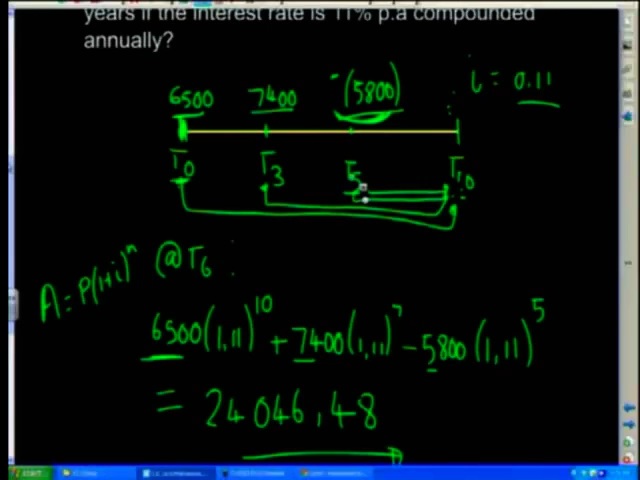 years if the interest rate is 11% p.a compounded
annually?
6500 7400 -(5800) i = 0.11
T0 T3 T5 T10
A = P(1+i)^n @T6 :
6500(1,11)^10 + 7400(1,11)^7 - 5800(1,11)^5
= 24 046,48